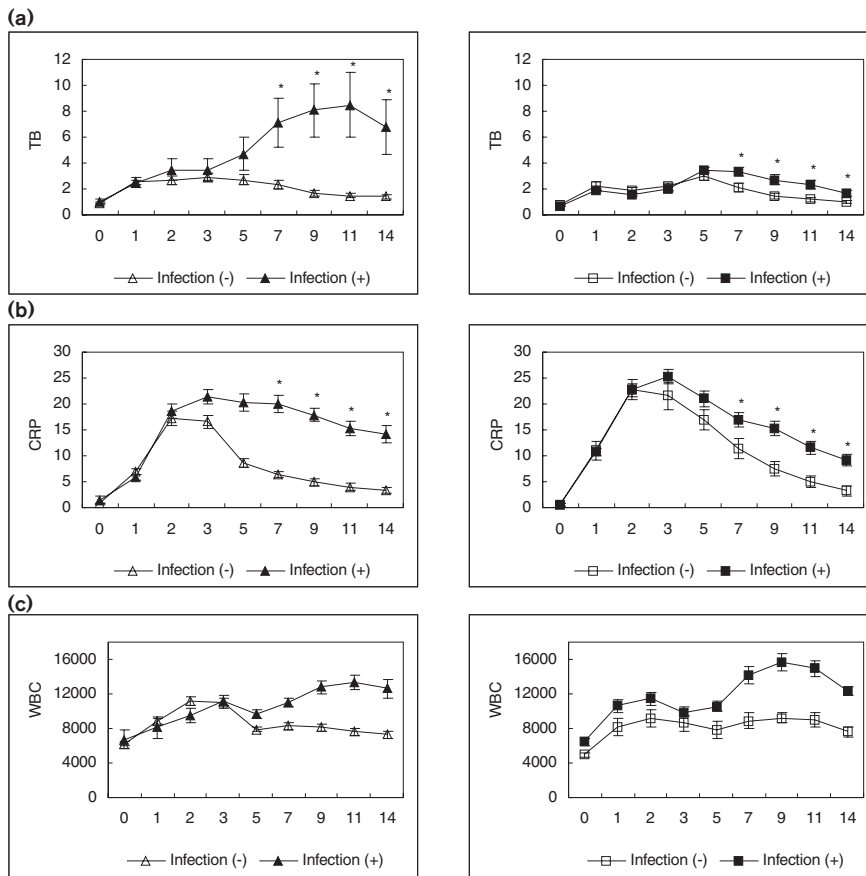 (a)
TB
12
10
8
6
4
2
0
* * * *
0 1 2 3 5 7 9 11 14
Infection (-) Infection (+)
TB
12
10
8
6
4
2
0
* * * *
0 1 2 3 5 7 9 11 14
Infection (-) Infection (+)
(b)
CRP
30
25
20
15
10
5
0
* * * *
0 1 2 3 5 7 9 11 14
Infection (-) Infection (+)
CRP
30
25
20
15
10
5
0
* * * *
0 1 2 3 5 7 9 11 14
Infection (-) Infection (+)
(c)
WBC
16000
12000
8000
4000
0
0 1 2 3 5 7 9 11 14
Infection (-) Infection (+)
WBC
16000
12000
8000
4000
0
0 1 2 3 5 7 9 11 14
Infection (-) Infection (+)